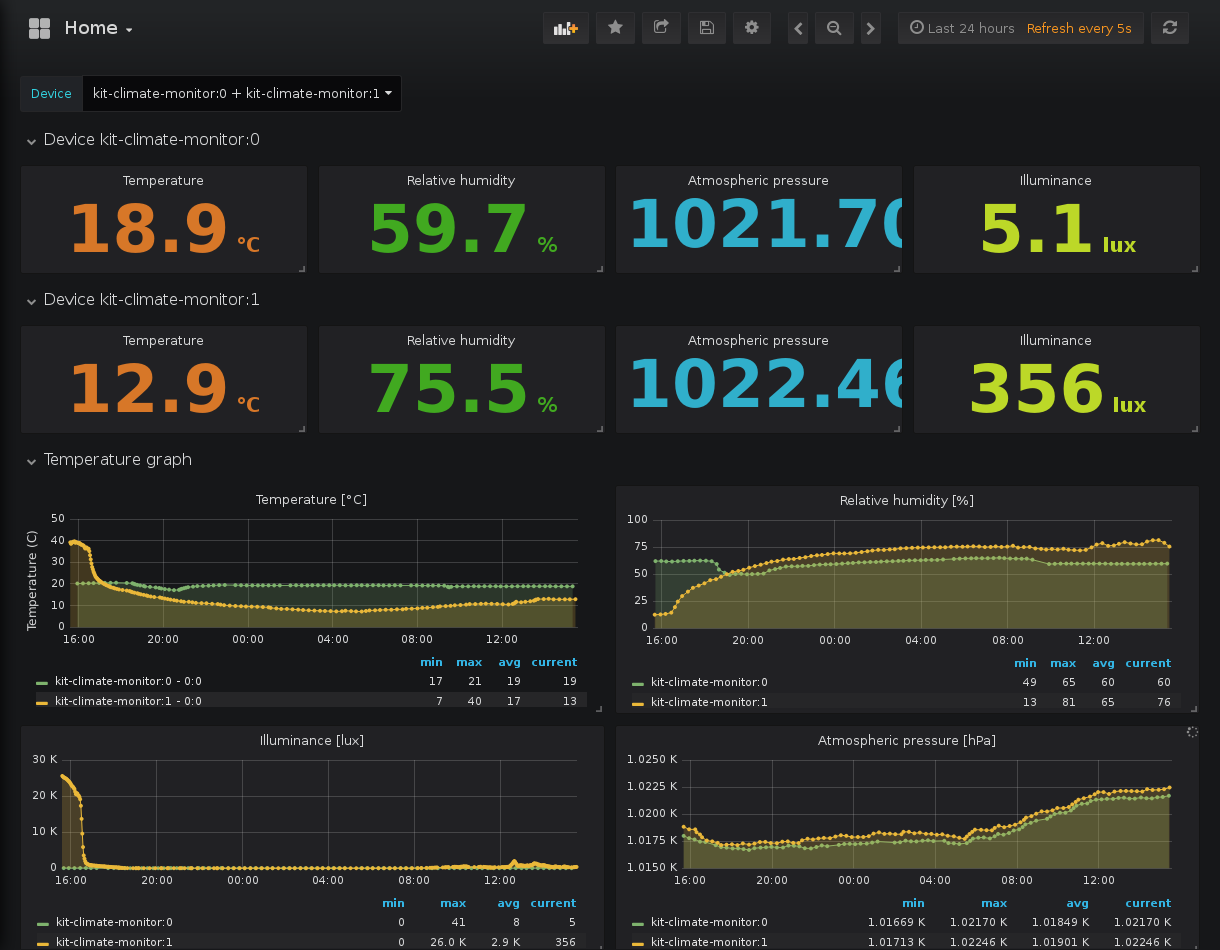 Home
Last 24 hours Refresh every 5s
Device kit-climate-monitor:0 + kit-climate-monitor:1
Device kit-climate-monitor:0
Temperature Relative humidity Atmospheric pressure Illuminance
18.9 °C 59.7 % 1021.70 5.1 lux
Device kit-climate-monitor:1
Temperature Relative humidity Atmospheric pressure Illuminance
12.9 °C 75.5 % 1022.46 356 lux
Temperature graph
Temperature [°C]
Temperature (C)
50
40
30
20
10
0
16:00 20:00 00:00 04:00 08:00 12:00
min max avg current
kit-climate-monitor:0 - 0:0 17 21 19 19
kit-climate-monitor:1 - 0:0 7 40 17 13
Relative humidity [%]
100
75
50
25
0
16:00 20:00 00:00 04:00 08:00 12:00
min max avg current
kit-climate-monitor:0 49 65 60 60
kit-climate-monitor:1 13 81 65 76
Illuminance [lux]
30 K
20 K
10 K
0
16:00 20:00 00:00 04:00 08:00 12:00
min max avg current
kit-climate-monitor:0 0 41 8 5
kit-climate-monitor:1 0 26.0 K 2.9 K 356
Atmospheric pressure [hPa]
1.0250 K
1.0225 K
1.0200 K
1.0175 K
1.0150 K
16:00 20:00 00:00 04:00 08:00 12:00
min max avg current
kit-climate-monitor:0 1.01669 K 1.02170 K 1.01849 K 1.02170 K
kit-climate-monitor:1 1.01713 K 1.02246 K 1.01901 K 1.02246 K